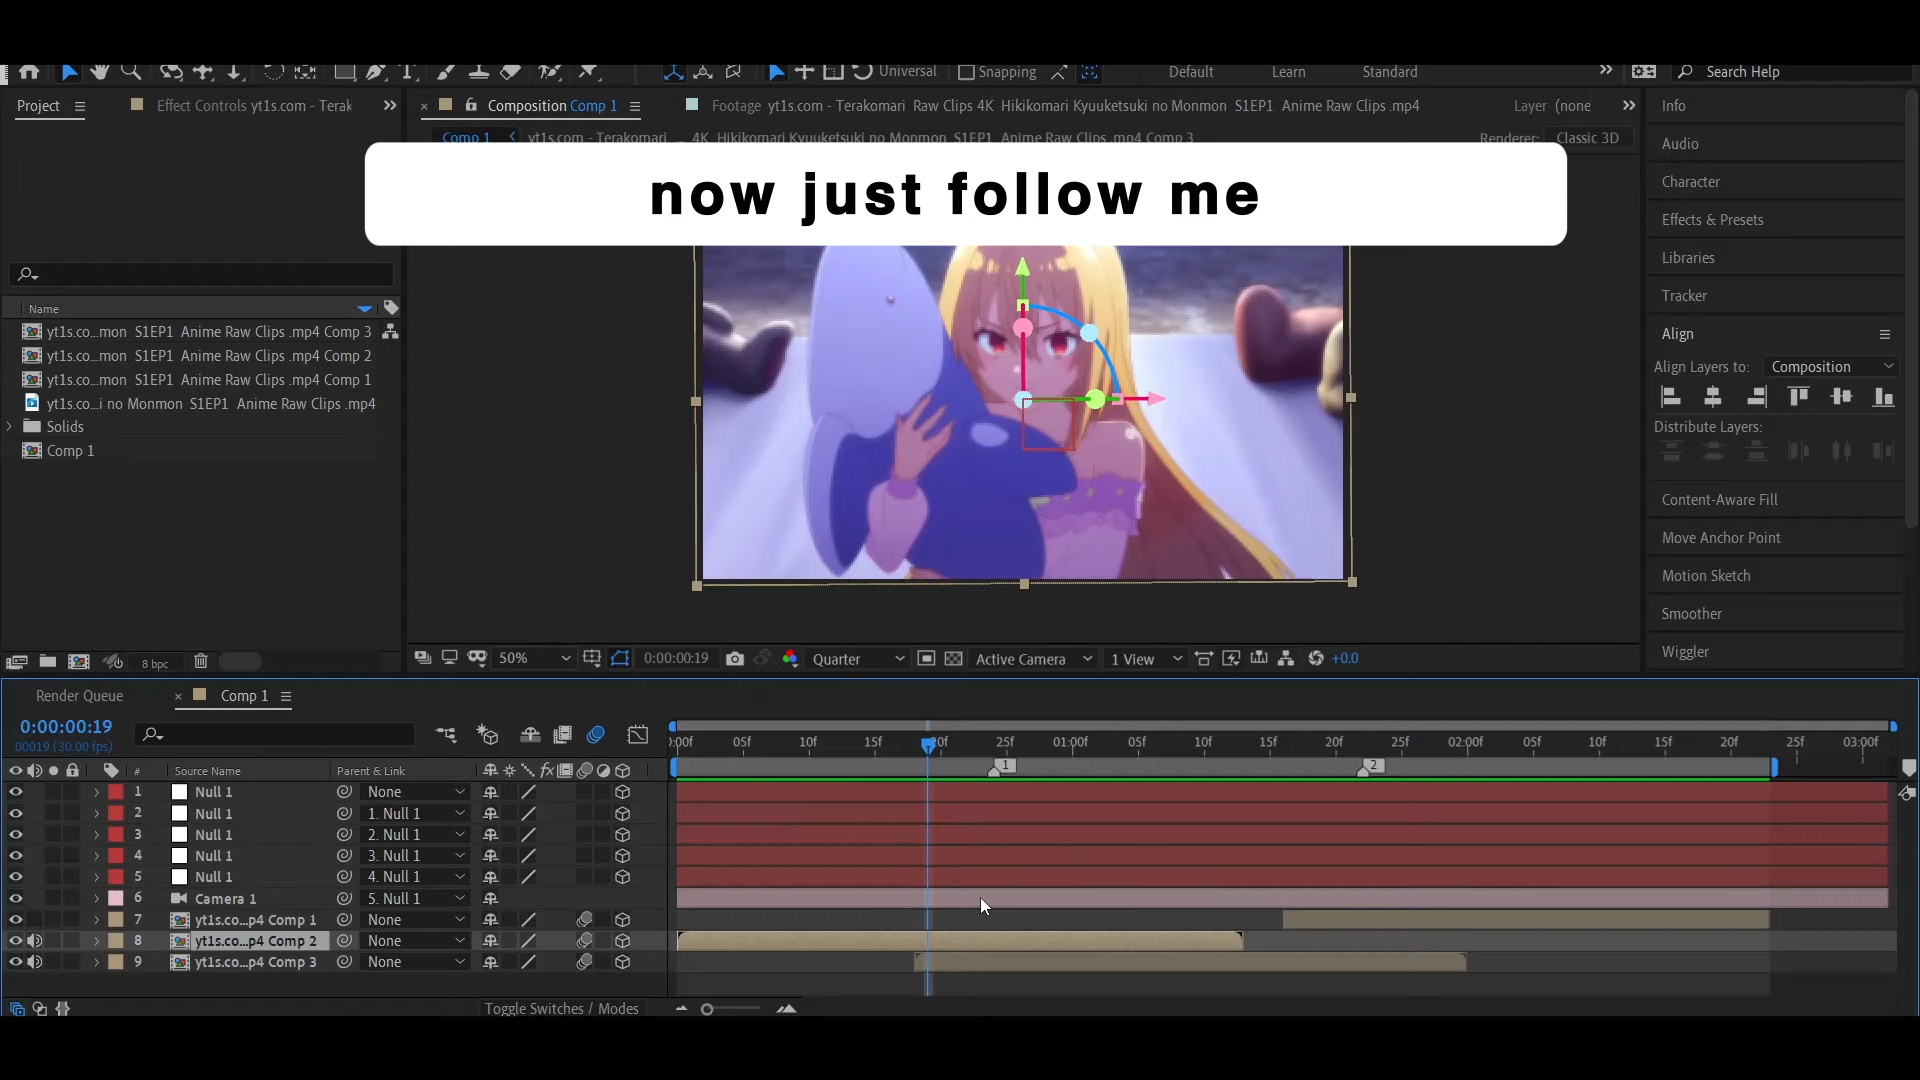 Universal
Snapping
Default
Learn
Standard
Search Help
Project
Effect Controls yt1s.com - Terak
Composition Comp 1
Footage yt1s.com - Terakomari Raw Clips 4K Hikikomari Kyuuketsuki no Monmon S1EP1 Anime Raw Clips .mp4
Layer (none
Comp 1
yt1s.com - Terakomari ... 4K Hikikomari Kyuuketsuki no Monmon S1EP1 Anime Raw Clips .mp4 Comp 3
Renderer: Classic 3D
now just follow me
Name
yt1s.co...mon S1EP1 Anime Raw Clips .mp4 Comp 3
yt1s.co...mon S1EP1 Anime Raw Clips .mp4 Comp 2
yt1s.co...mon S1EP1 Anime Raw Clips .mp4 Comp 1
yt1s.co...i no Monmon S1EP1 Anime Raw Clips .mp4
Solids
Comp 1
8 bpc
50%
0:00:00:19
Quarter
Active Camera
1 View
+0.0
Info
Audio
Character
Effects & Presets
Libraries
Tracker
Align
Align Layers to: Composition
Distribute Layers:
Content-Aware Fill
Move Anchor Point
Motion Sketch
Smoother
Wiggler
Render Queue
Comp 1
0:00:00:19
00019 (30.00 fps)
):00f 05f 10f 15f 20f 25f 01:00f 05f 10f 15f 20f 25f 02:00f 05f 10f 15f 20f 25f 03:00f
1 2
# Source Name Parent & Link
1 Null 1 None
2 Null 1 1. Null 1
3 Null 1 2. Null 1
4 Null 1 3. Null 1
5 Null 1 4. Null 1
6 Camera 1 5. Null 1
7 yt1s.co...p4 Comp 1 None
8 yt1s.co...p4 Comp 2 None
9 yt1s.co...p4 Comp 3 None
Toggle Switches / Modes